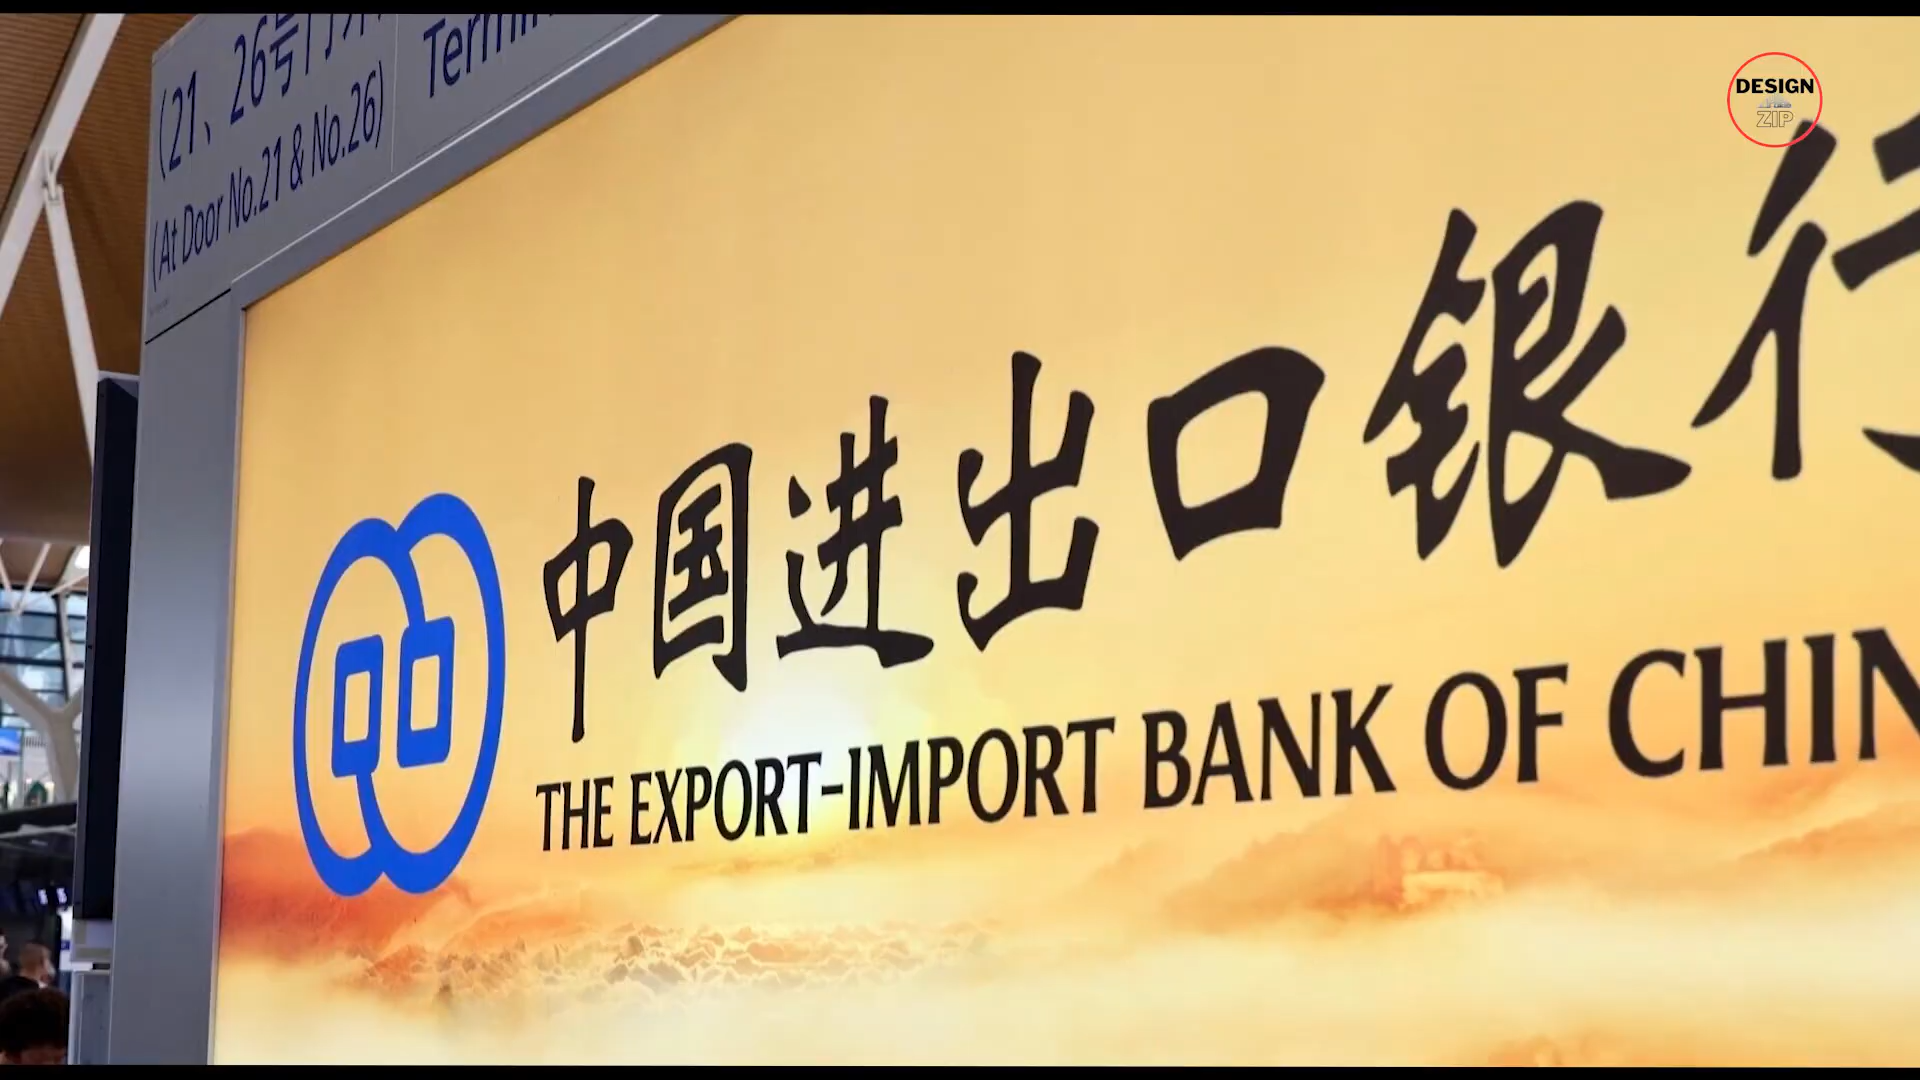 (21、26号门
(At Door No.21 & No.26)
DESIGN
ZIP
中国进出口银行
THE EXPORT-IMPORT BANK OF CHIN